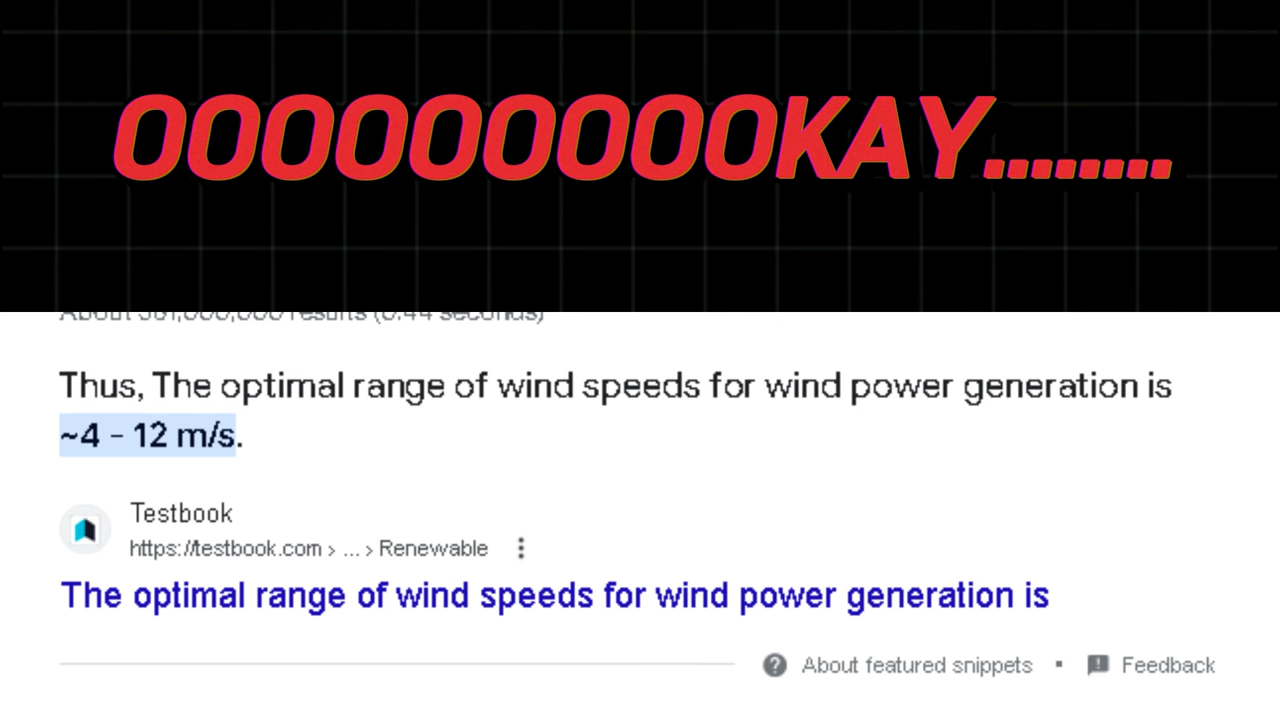 OOOOOOOOOKAY........
Thus, The optimal range of wind speeds for wind power generation is
~4 - 12 m/s.
Testbook
https://testbook.com › ... › Renewable
The optimal range of wind speeds for wind power generation is
About featured snippets • Feedback